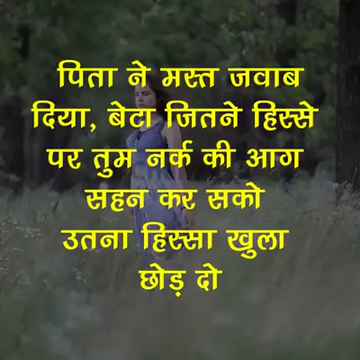 पिता ने मस्त जवाब
दिया, बेटा जितने हिस्से
पर तुम नर्क की आग
सहन कर सको
उतना हिस्सा खुला
छोड़ दो